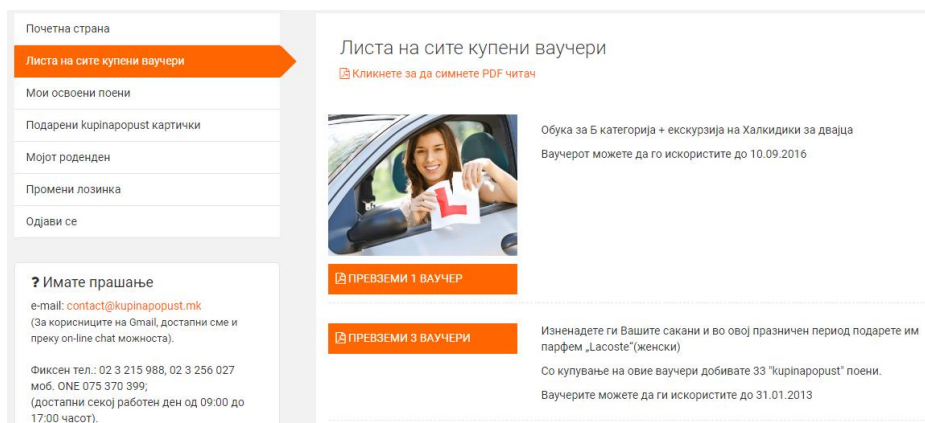 Почетна страна
Листа на сите купени ваучери
Мои освоени поени
Подарени kupinapopust картички
Мојот роденден
Промени лозинка
Одјави се
? Имате прашање
e-mail: contact@kupinapopust.mk
(За корисниците на Gmail, достапни сме и
преку on-line chat можноста).
Фиксен тел.: 02 3 215 988, 02 3 256 027
моб. ONE 075 370 399;
(достапни секој работен ден од 09:00 до
17:00 часот).
Листа на сите купени ваучери
Кликнете за да симнете PDF читач
L
Обука за Б категорија + екскурзија на Халкидики за двајца
Ваучерот можете да го искористите до 10.09.2016
ПРЕВЗЕМИ 1 ВАУЧЕР
ПРЕВЗЕМИ 3 ВАУЧЕРИ
Изненадете ги Вашите сакани и во овој празничен период подарете им
парфем „Lacoste“(женски)
Со купување на овие ваучери добивате 33 "kupinapopust" поени.
Ваучерите можете да ги искористите до 31.01.2013